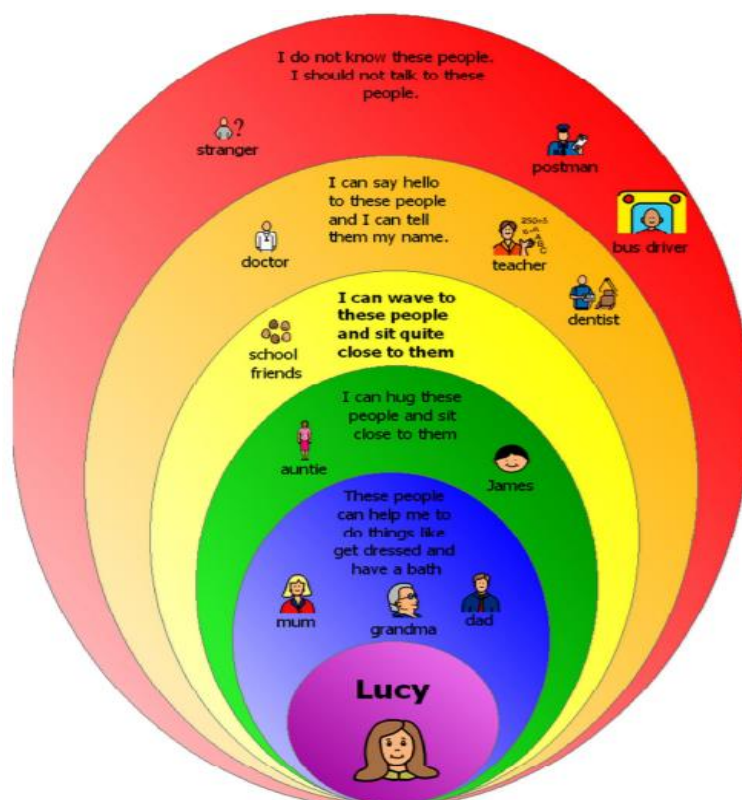 I do not know these people.
I should not talk to these
people.
stranger
?
postman
I can say hello
to these people
and I can tell
them my name.
bus driver
doctor
teacher
dentist
I can wave to
these people
and sit quite
close to them
school
friends
I can hug these
people and sit
close to them
auntie
James
These people
can help me to
do things like
get dressed and
have a bath
mum
grandma
dad
Lucy